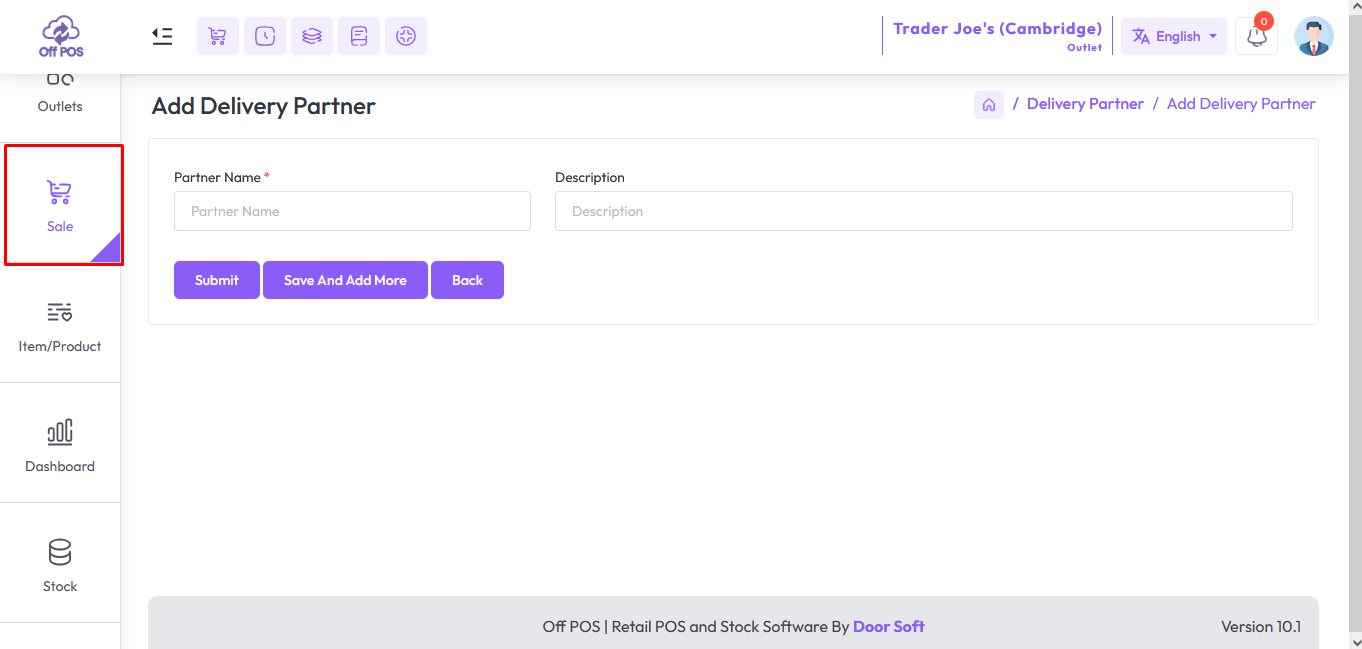 Off POS
Trader Joe's (Cambridge)
Outlet
English
0
Outlets
Sale
Item/Product
Dashboard
Stock
Add Delivery Partner
/ Delivery Partner / Add Delivery Partner
Partner Name *
Description
Partner Name
Description
Submit
Save And Add More
Back
Off POS | Retail POS and Stock Software By Door Soft
Version 10.1